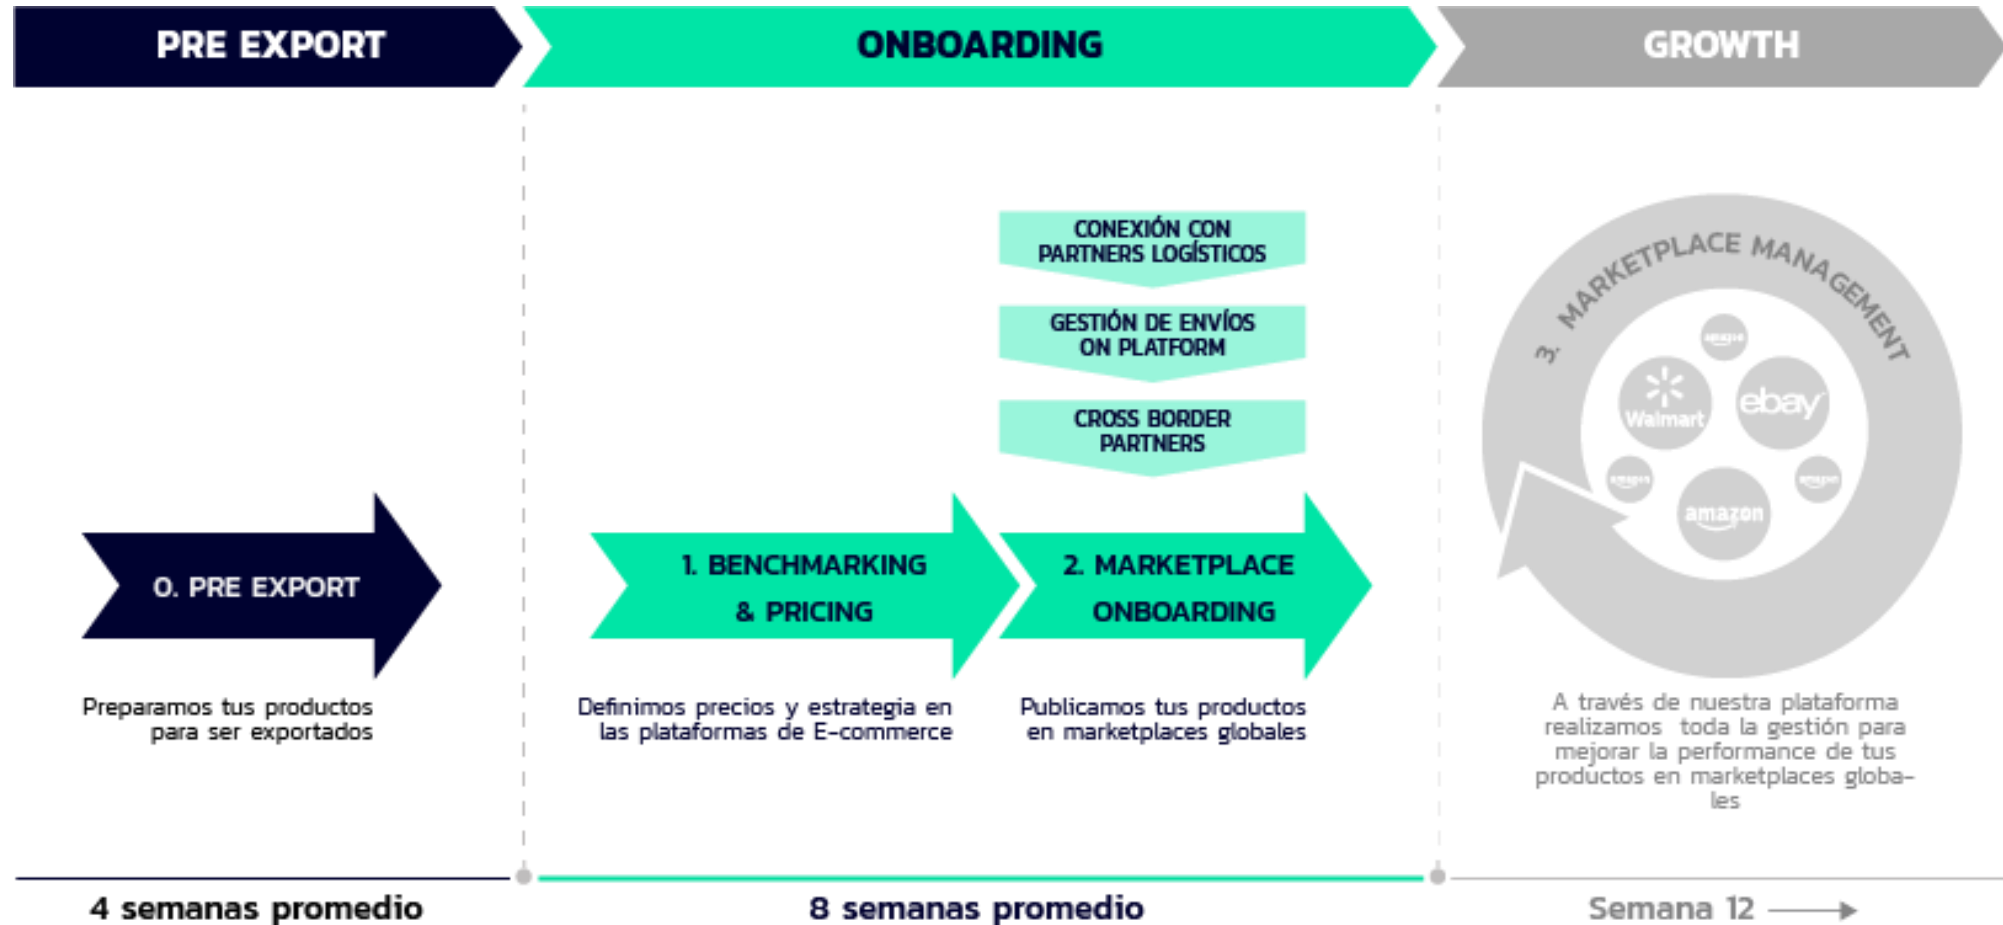 PRE EXPORT
ONBOARDING
GROWTH
CONEXIÓN CON
PARTNERS LOGÍSTICOS
GESTIÓN DE ENVÍOS
ON PLATFORM
CROSS BORDER
PARTNERS
0. PRE EXPORT
Preparamos tus productos
para ser exportados
1. BENCHMARKING
& PRICING
Definimos precios y estrategia en
las plataformas de E-commerce
2. MARKETPLACE
ONBOARDING
Publicamos tus productos
en marketplaces globales
3. MARKETPLACE MANAGEMENT
amazon
Walmart
ebay
amazon
amazon
amazon
A través de nuestra plataforma
realizamos toda la gestión para
mejorar la performance de tus
productos en marketplaces globa-
les
4 semanas promedio
8 semanas promedio
Semana 12